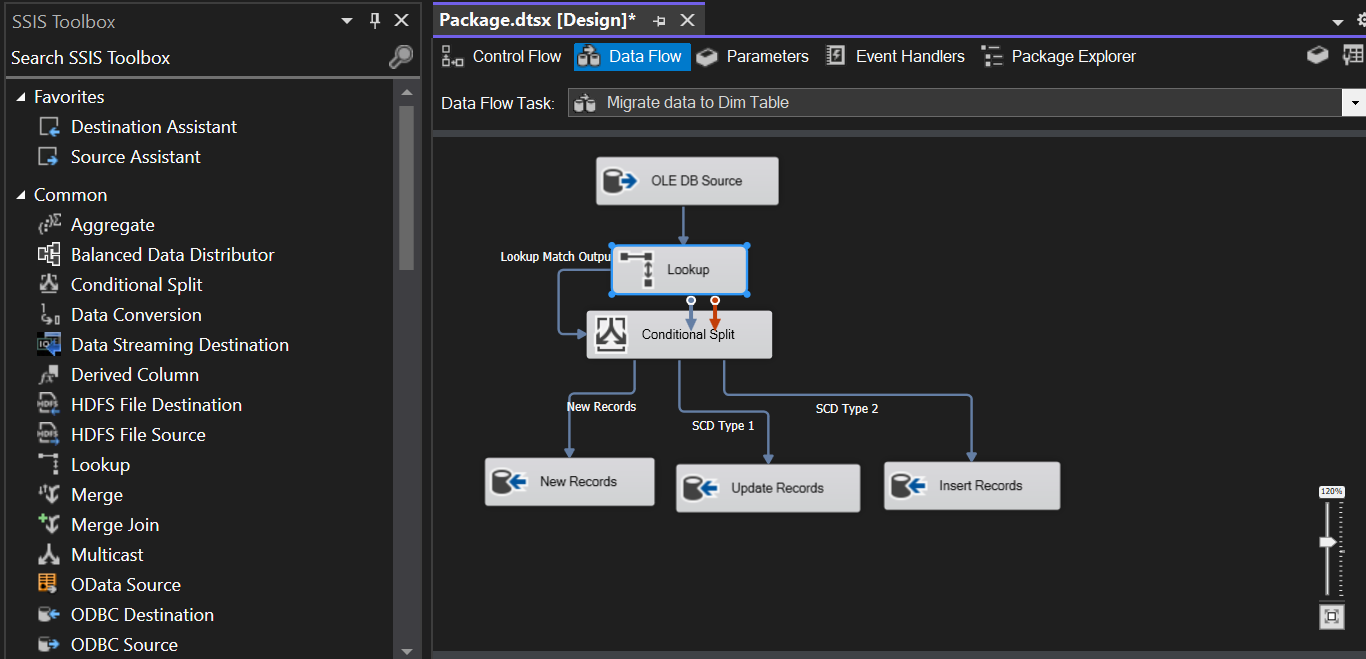 SSIS Toolbox
Search SSIS Toolbox
Favorites
Destination Assistant
Source Assistant
Common
Aggregate
Balanced Data Distributor
Conditional Split
Data Conversion
Data Streaming Destination
Derived Column
HDFS File Destination
HDFS File Source
Lookup
Merge
Merge Join
Multicast
OData Source
ODBC Destination
ODBC Source
Package.dtsx [Design]*
Control Flow Data Flow Parameters Event Handlers Package Explorer
Data Flow Task: Migrate data to Dim Table
OLE DB Source
Lookup Match Outpu
Lookup
Conditional Split
New Records
SCD Type 1
SCD Type 2
New Records
Update Records
Insert Records
120%